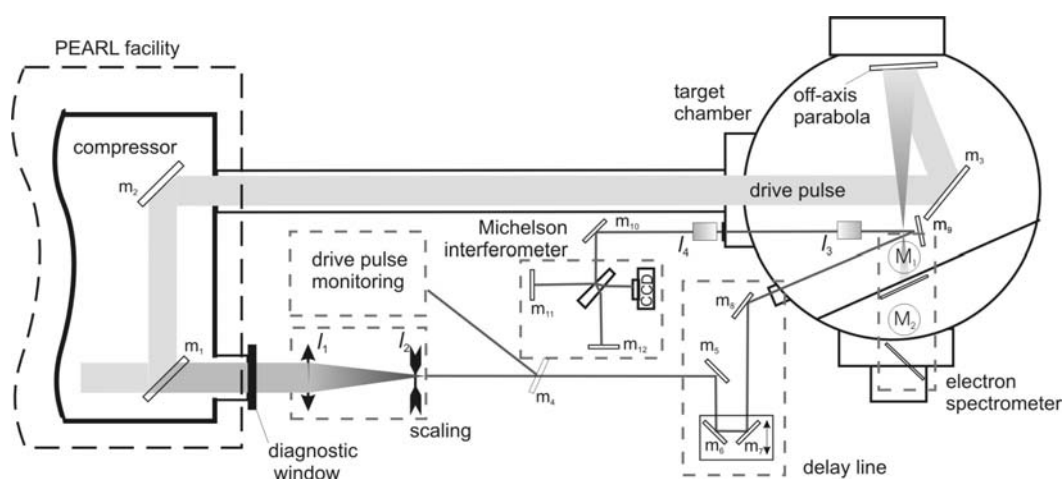 PEARL facility
compressor
m2
m1
diagnostic
window
l1
l2
scaling
drive pulse
monitoring
Michelson
interferometer
m10
m11
m12
CCD
m4
l4
l3
target
chamber
drive pulse
off-axis
parabola
m3
m9
M1
M2
m8
m5
m6
m7
delay line
electron
spectrometer